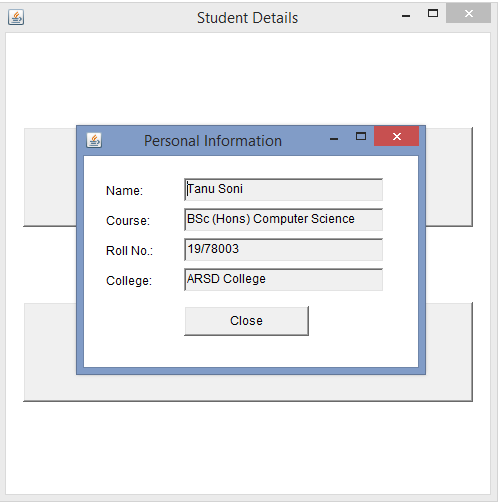 Student Details
Personal Information
Name: Tanu Soni
Course: BSc (Hons) Computer Science
Roll No.: 19/78003
College: ARSD College
Close